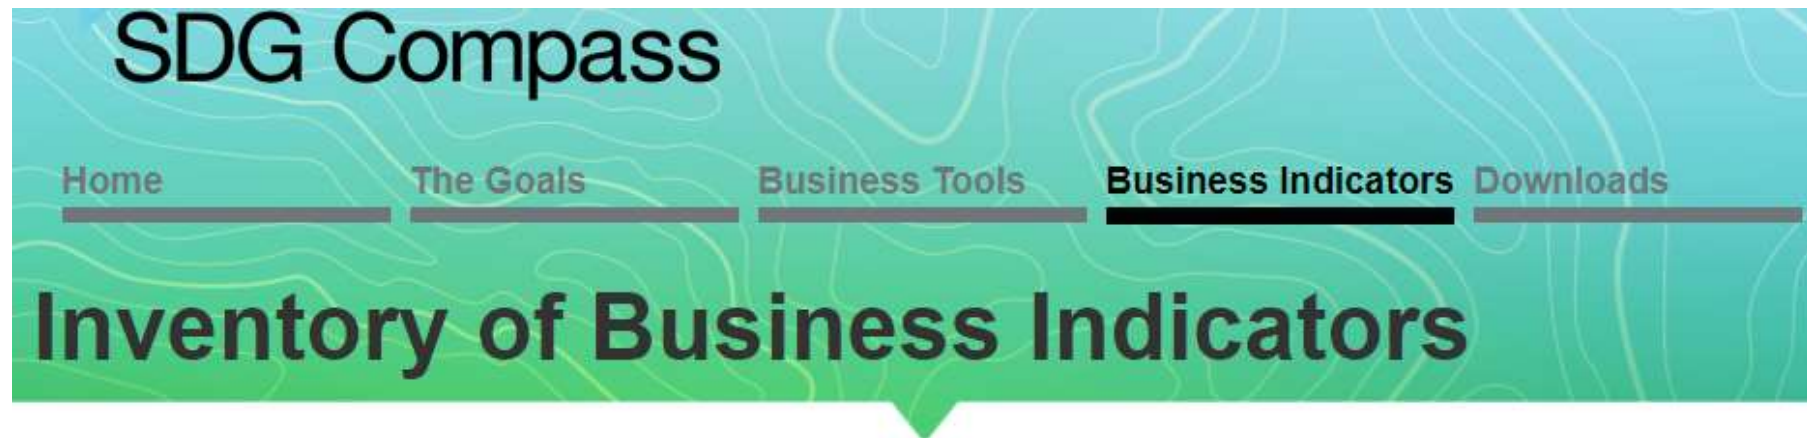 SDG Compass
Home The Goals Business Tools Business Indicators Downloads
Inventory of Business Indicators